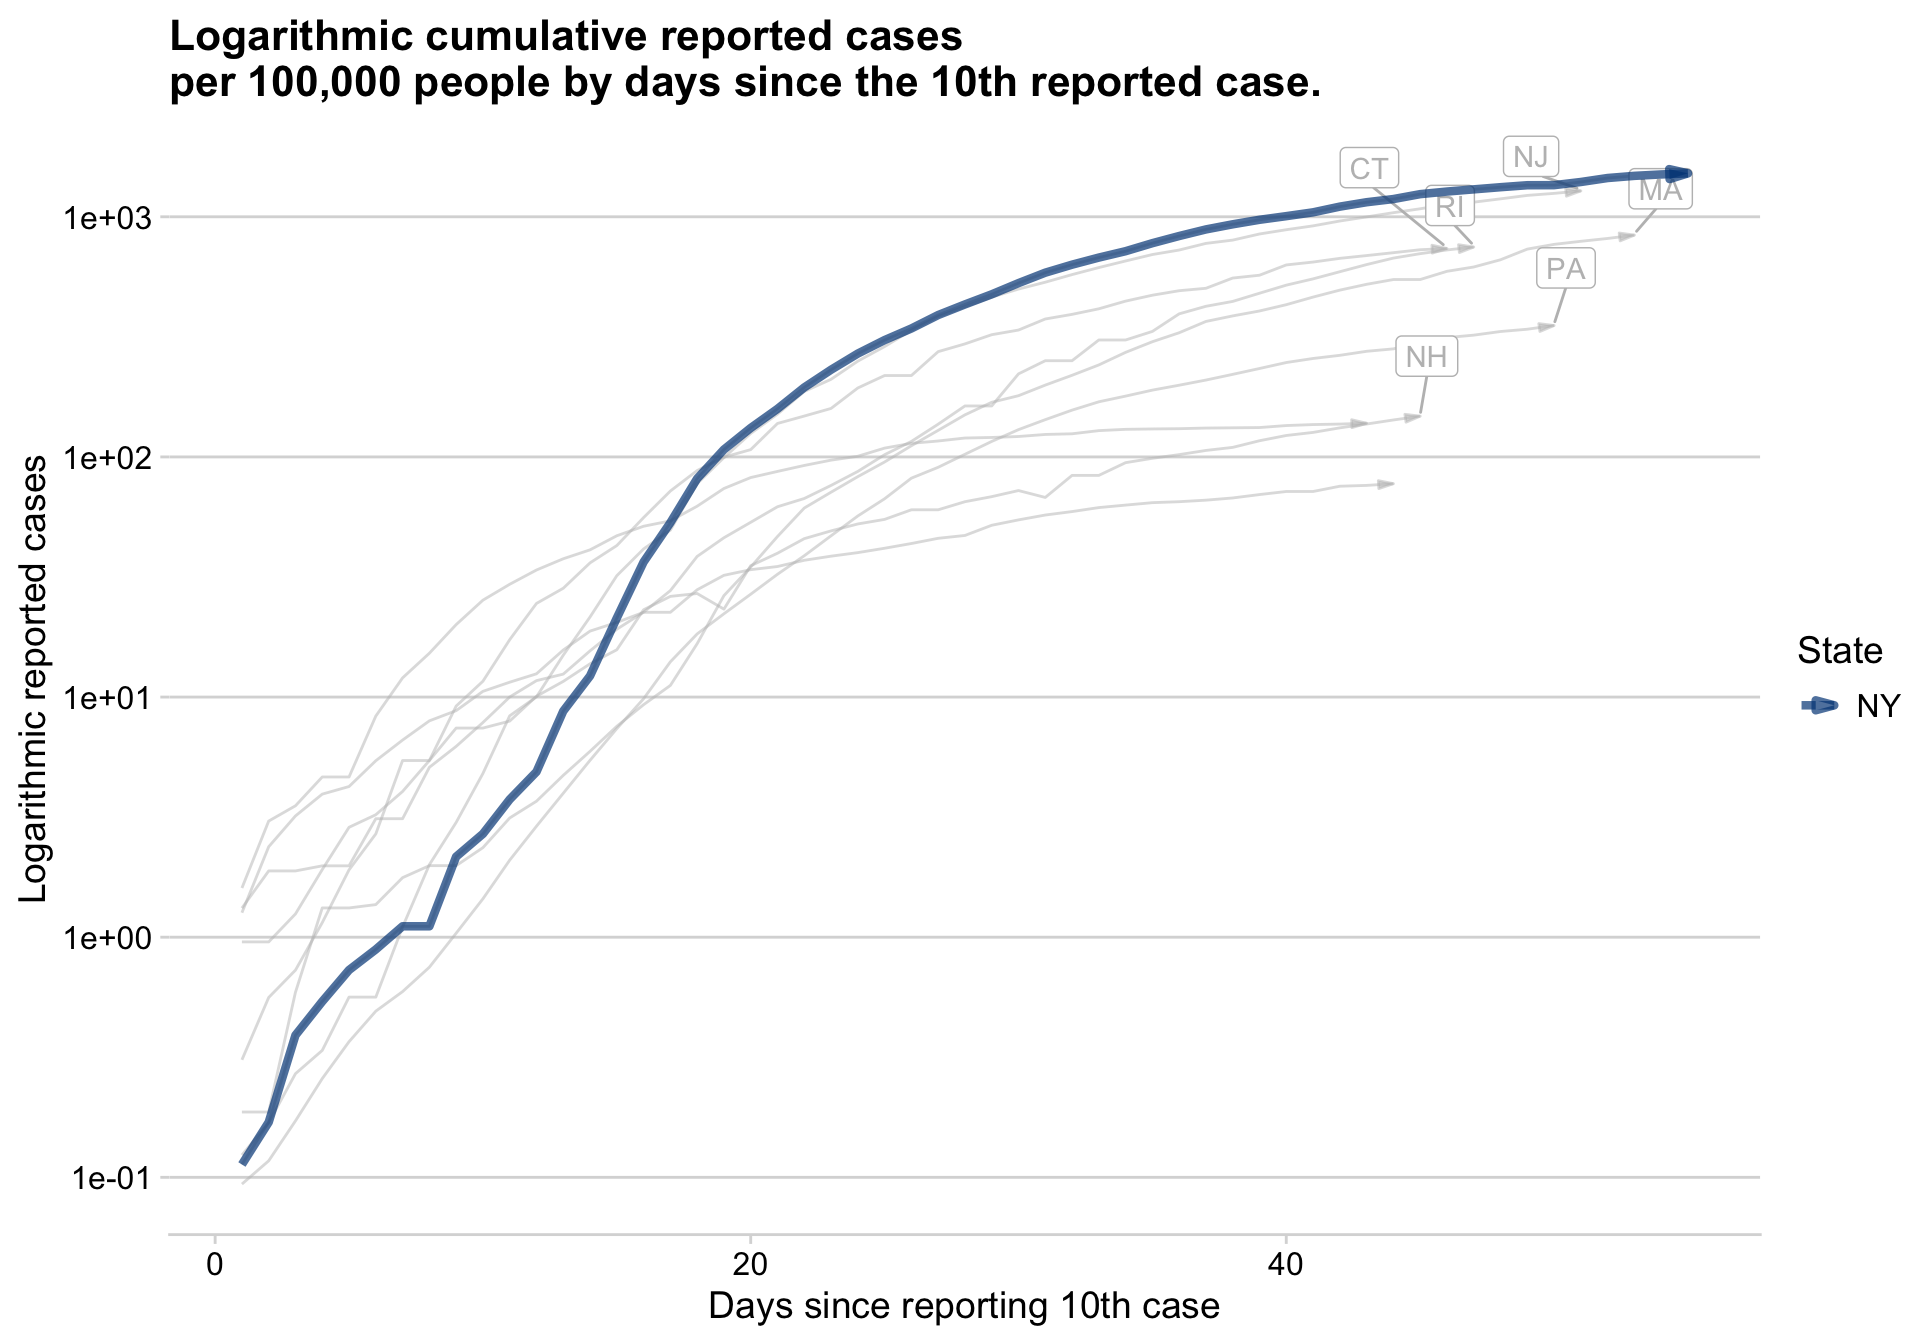 Logarithmic cumulative reported cases
per 100,000 people by days since the 10th reported case.
NJ
CT
MA
RI
1e+03
PA
NH
1e+02
Logarithmic reported cases
State
NY
1e+01
1e+00
1e-01
0
20
40
Days since reporting 10th case